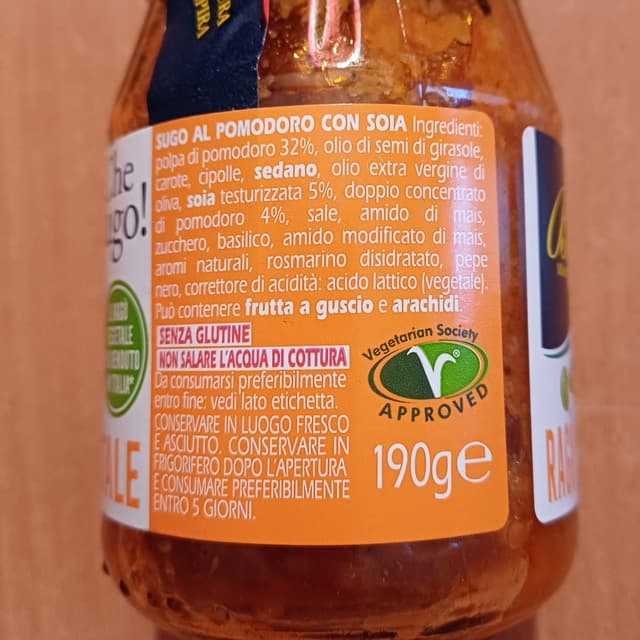 SUGO AL POMODORO CON SOIA Ingredienti:
polpa di pomodoro 32%, olio di semi di girasole,
carote, cipolle, sedano, olio extra vergine di
oliva, soia testurizzata 5%, doppio concentrato
di pomodoro 4%, sale, amido di mais,
zucchero, basilico, amido modificato di mais,
aromi naturali, rosmarino disidratato, pepe
nero, correttore di acidità: acido lattico (vegetale).
Può contenere frutta a guscio e arachidi.
SENZA GLUTINE
NON SALARE L'ACQUA DI COTTURA
Da consumarsi preferibilmente
entro fine: vedi lato etichetta.
CONSERVARE IN LUOGO FRESCO
E ASCIUTTO. CONSERVARE IN
FRIGORIFERO DOPO L'APERTURA
E CONSUMARE PREFERIBILMENTE
ENTRO 5 GIORNI.
Vegetarian Society
V®
APPROVED
190g℮